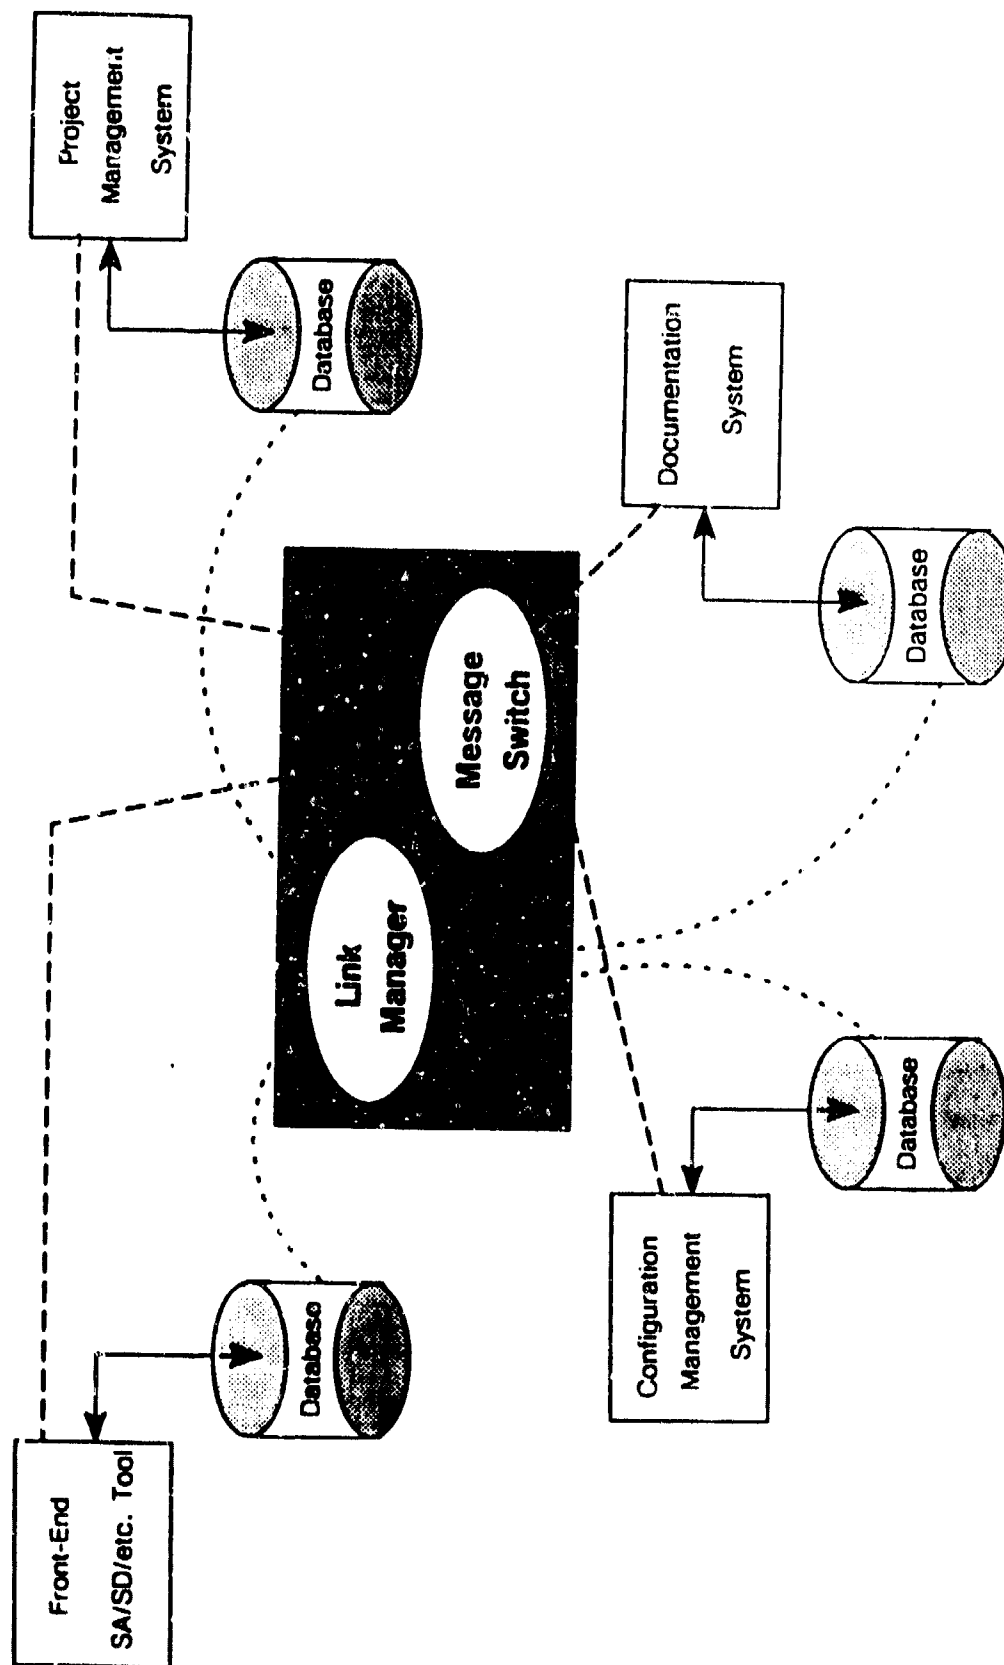 Front-End
SA/SD/etc. Tool
Project
Management
System
Database
Database
Link
Manager
Message
Switch
Configuration
Management
System
Documentation
System
Database
Database